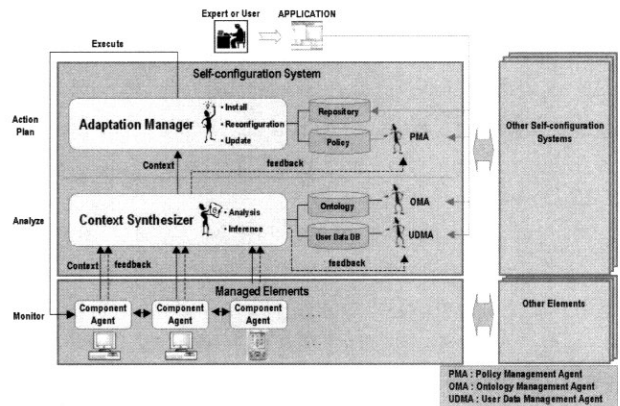 Expert or User
APPLICATION
Execute
Self-configuration System
Action
Plan
Adaptation Manager
• Install
• Reconfiguration
• Update
Repository
Policy
PMA
Other Self-configuration
Systems
Context
feedback
Analyze
Context Synthesizer
• Analysis
• Inference
Ontology
User Data DB
OMA
UDMA
Context
feedback
feedback
Managed Elements
Monitor
Component
Agent
Component
Agent
Component
Agent
...
...
Other Elements
PMA : Policy Management Agent
OMA : Ontology Management Agent
UDMA : User Data Management Agent